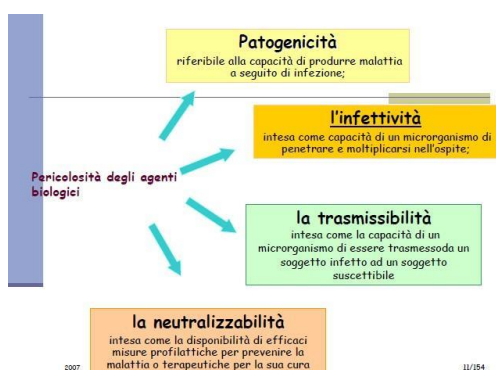 Patogenicità
riferibile alla capacità di produrre malattia
a seguito di infezione;
l'infettività
intesa come capacità di un microrganismo di
penetrare e moltiplicarsi nell'ospite;
Pericolosità degli agenti
biologici
la trasmissibilità
intesa come la capacità di un
microrganismo di essere trasmessoda un
soggetto infetto ad un soggetto
suscettibile
la neutralizzabilità
intesa come la disponibilità di efficaci
misure profilattiche per prevenire la
malattia o terapeutiche per la sua cura
2007
11/154